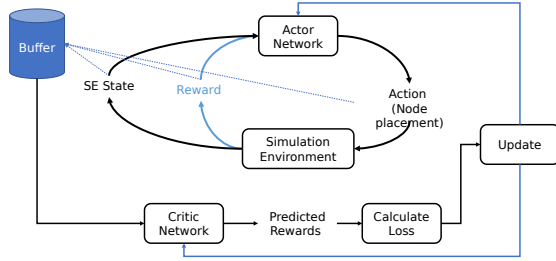 Buffer
Actor
Network
SE State
Reward
Action
(Node
placement)
Simulation
Environment
Update
Critic
Network
Predicted
Rewards
Calculate
Loss